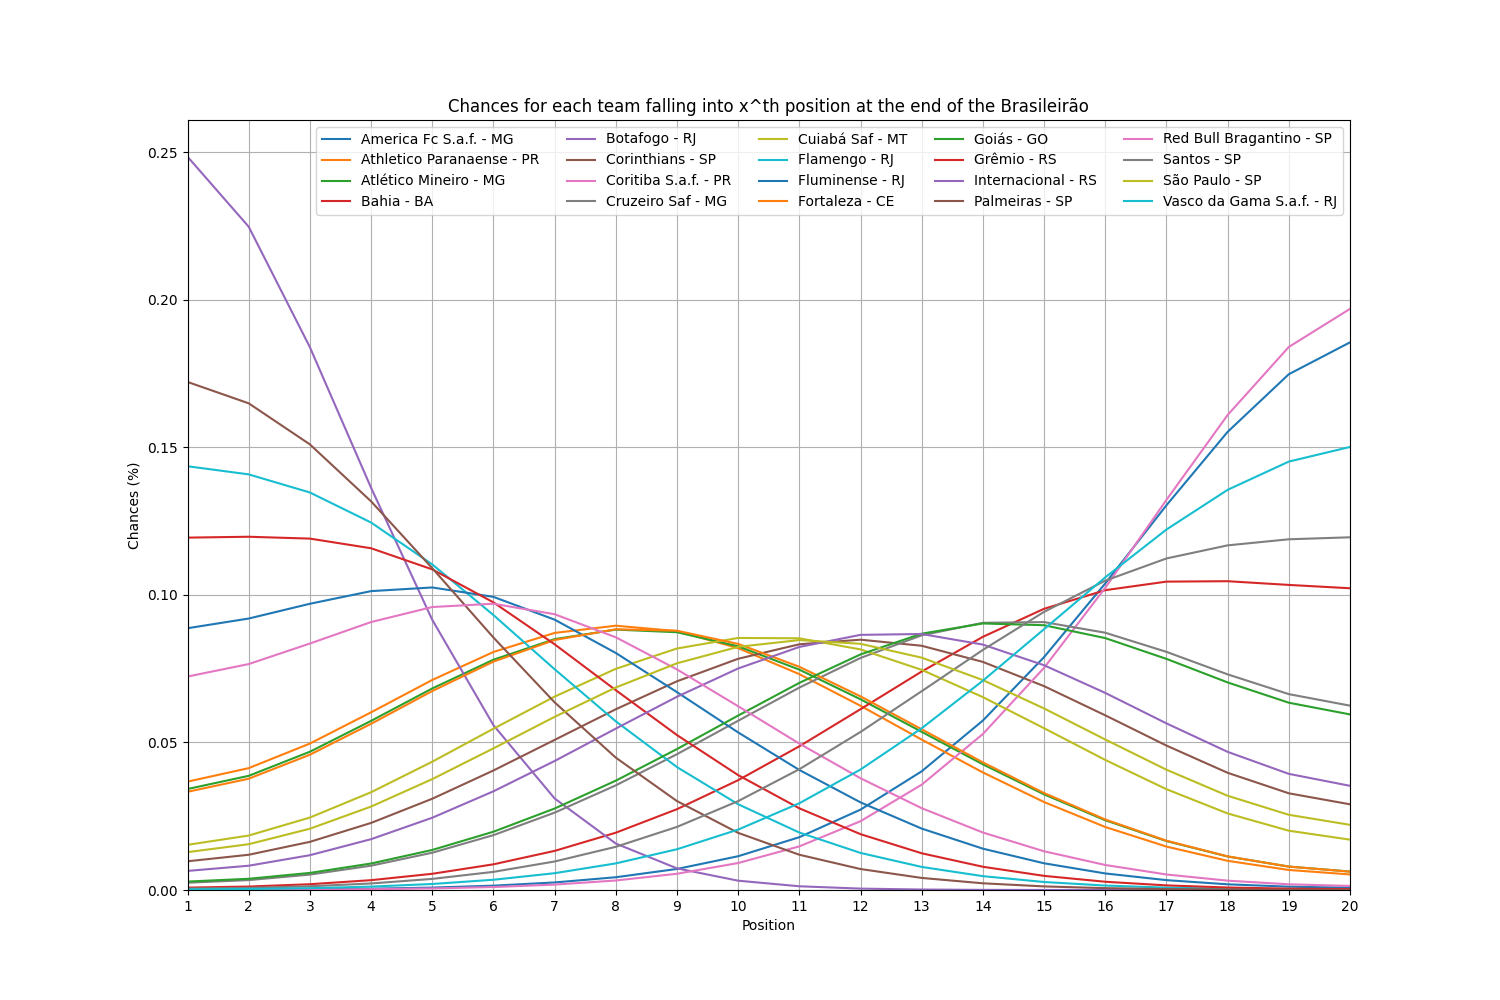 Chances for each team falling into x^th position at the end of the Brasileirão
America Fc S.a.f. - MG
Athletico Paranaense - PR
Atlético Mineiro - MG
Bahia - BA
Botafogo - RJ
Corinthians - SP
Coritiba S.a.f. - PR
Cruzeiro Saf - MG
Cuiabá Saf - MT
Flamengo - RJ
Fluminense - RJ
Fortaleza - CE
Goiás - GO
Grêmio - RS
Internacional - RS
Palmeiras - SP
Red Bull Bragantino - SP
Santos - SP
São Paulo - SP
Vasco da Gama S.a.f. - RJ
0.25
0.20
0.15
0.10
0.05
0.00
Chances (%)
1 2 3 4 5 6 7 8 9 10 11 12 13 14 15 16 17 18 19 20
Position